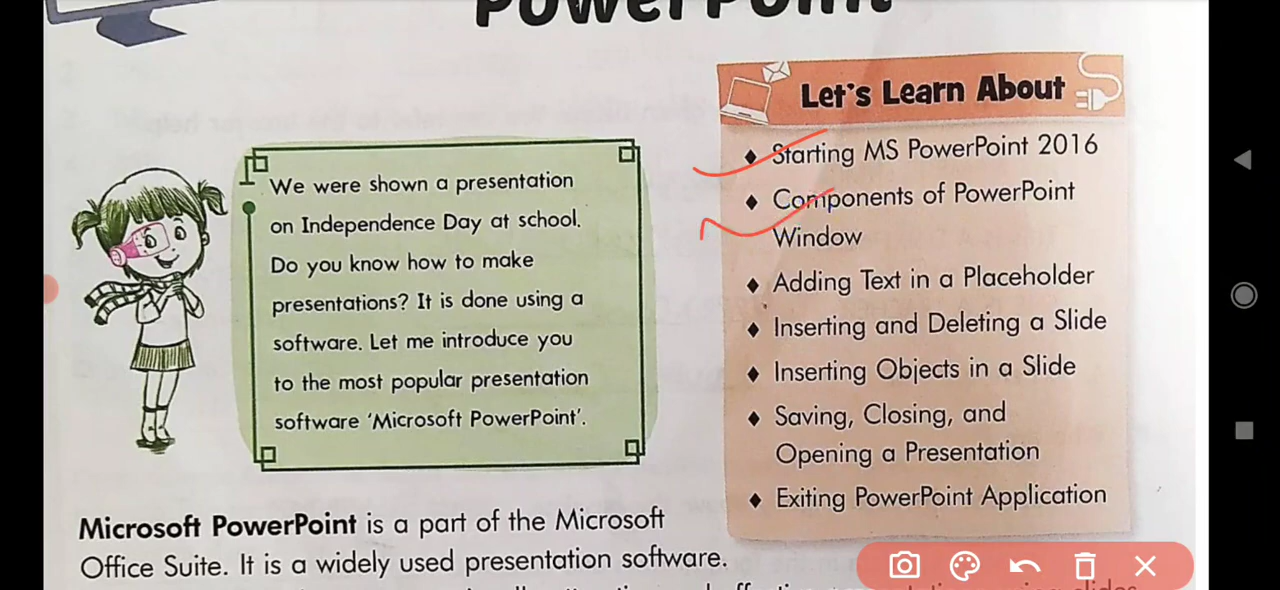 PowerPoint
Let's Learn About
♦ Starting MS PowerPoint 2016
♦ Components of PowerPoint
Window
♦ Adding Text in a Placeholder
♦ Inserting and Deleting a Slide
♦ Inserting Objects in a Slide
♦ Saving, Closing, and
Opening a Presentation
♦ Exiting PowerPoint Application
We were shown a presentation
on Independence Day at school.
Do you know how to make
presentations? It is done using a
software. Let me introduce you
to the most popular presentation
software 'Microsoft PowerPoint'.
Microsoft PowerPoint is a part of the Microsoft
Office Suite. It is a widely used presentation software.